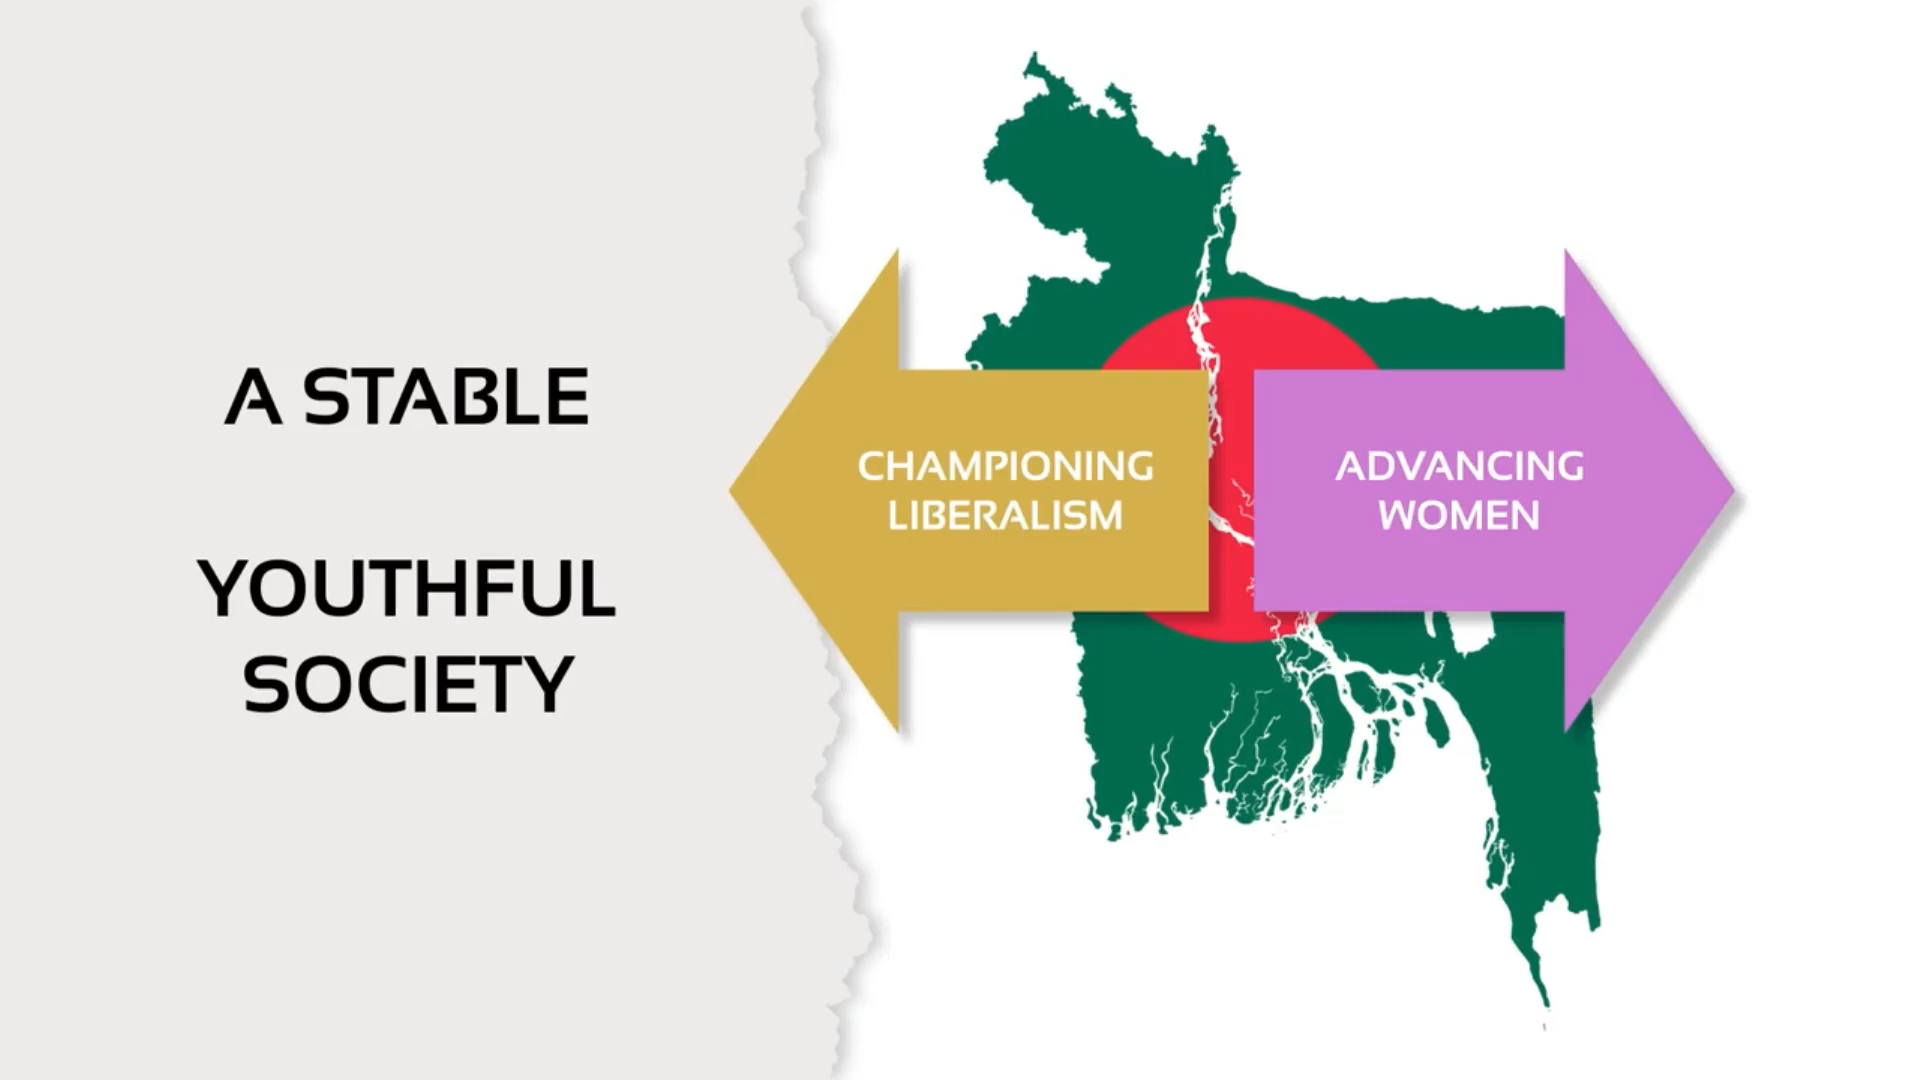 A STABLE
YOUTHFUL
SOCIETY
CHAMPIONING
LIBERALISM
ADVANCING
WOMEN